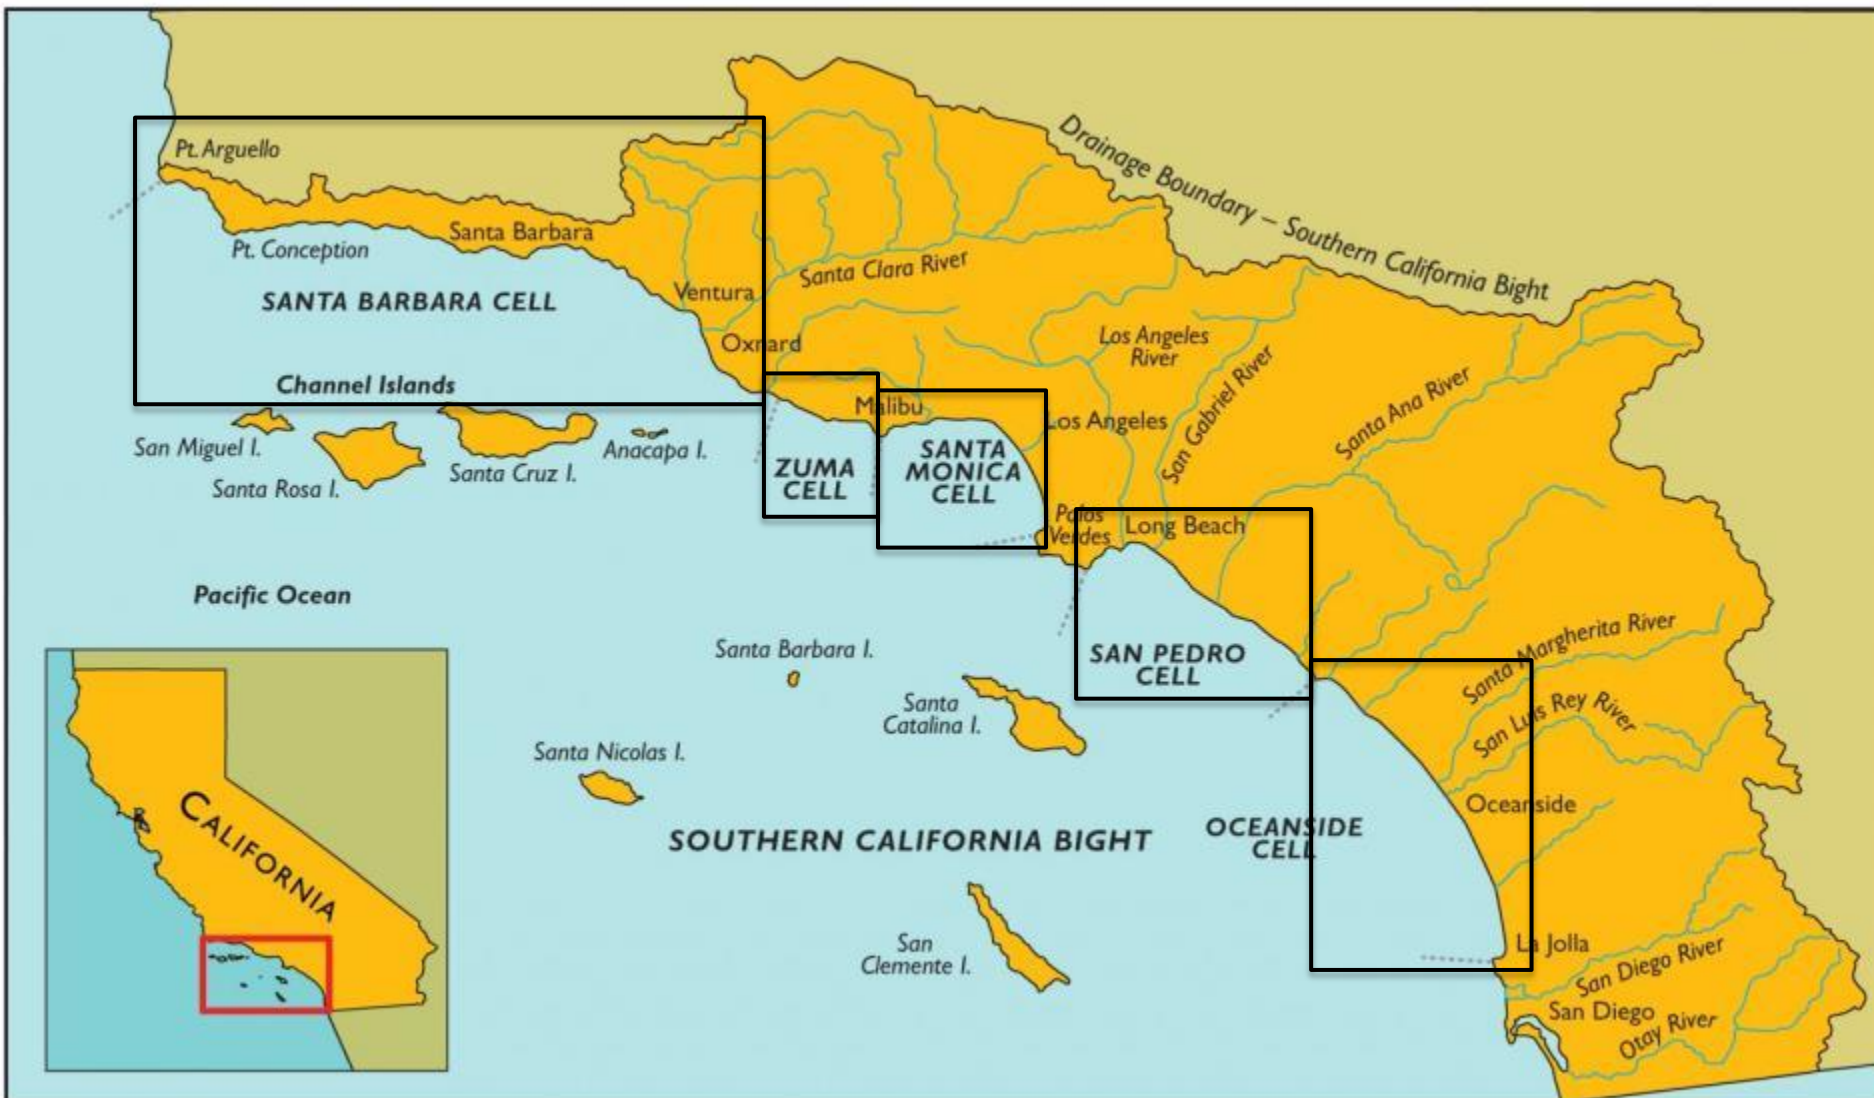 Pt. Arguello
Drainage Boundary – Southern California Bight
Santa Barbara
Pt. Conception
Santa Clara River
SANTA BARBARA CELL
Ventura
Oxnard
Los Angeles
River
San Gabriel River
Santa Ana River
Channel Islands
Malibu
Los Angeles
San Miguel I.
Santa Rosa I.
Santa Cruz I.
Anacapa I.
ZUMA
CELL
SANTA
MONICA
CELL
Palos
Verdes
Long Beach
Pacific Ocean
Santa Barbara I.
SAN PEDRO
CELL
Santa Margherita River
Santa
Catalina I.
San Luis Rey River
Santa Nicolas I.
Oceanside
SOUTHERN CALIFORNIA BIGHT
OCEANSIDE
CELL
CALIFORNIA
San
Clemente I.
La Jolla
San Diego River
San Diego
Otay River